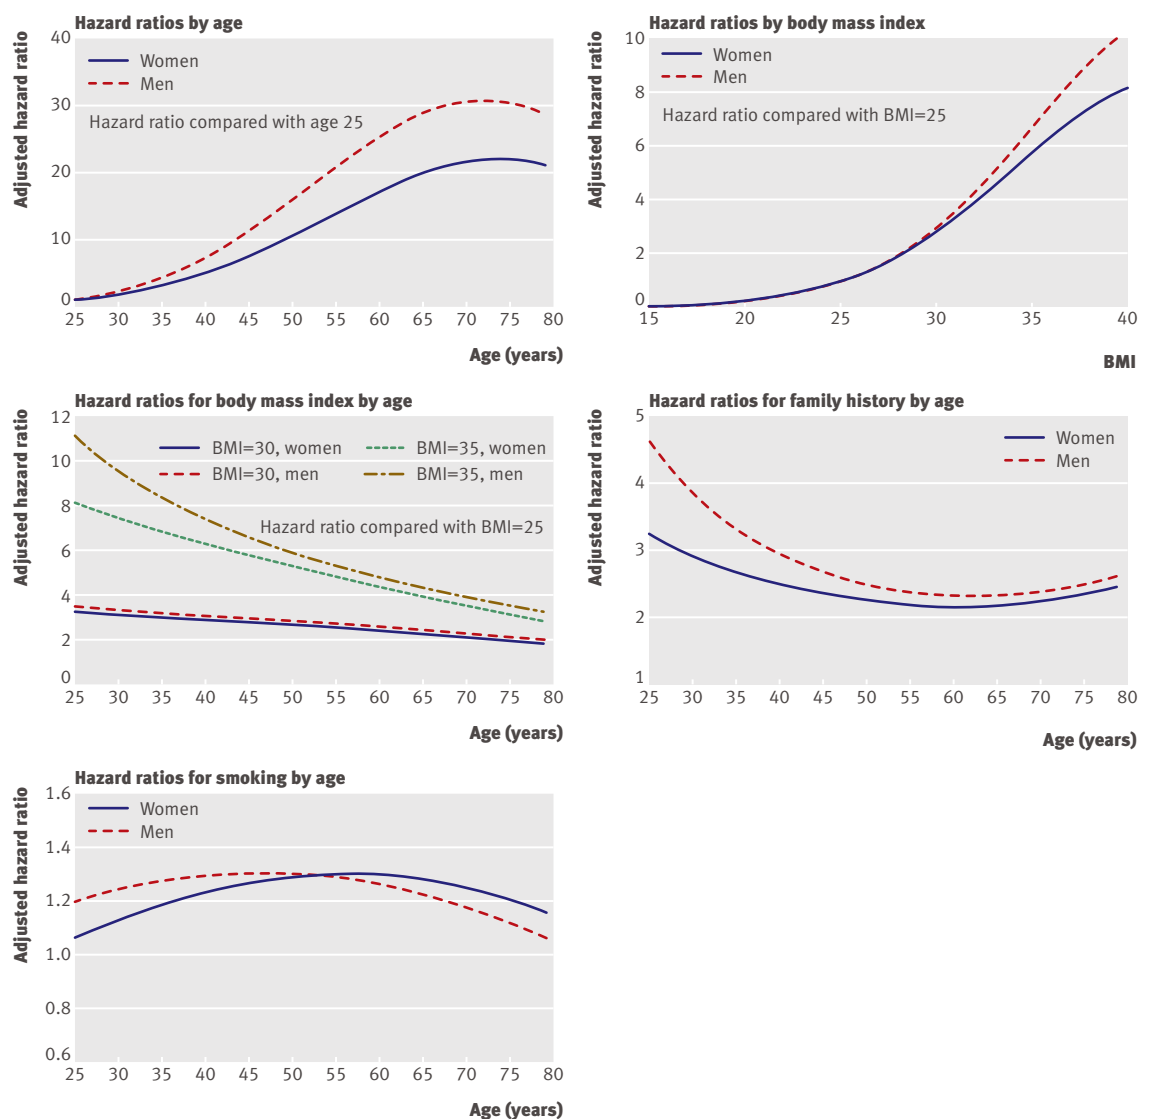 Hazard ratios by age
Adjusted hazard ratio
40
30
20
10
0
Women
Men
Hazard ratio compared with age 25
25 30 35 40 45 50 55 60 65 70 75 80
Age (years)
Hazard ratios by body mass index
Adjusted hazard ratio
10
8
6
4
2
0
Women
Men
Hazard ratio compared with BMI=25
15 20 25 30 35 40
BMI
Hazard ratios for body mass index by age
Adjusted hazard ratio
12
10
8
6
4
2
0
BMI=30, women BMI=35, women
BMI=30, men BMI=35, men
Hazard ratio compared with BMI=25
25 30 35 40 45 50 55 60 65 70 75 80
Age (years)
Hazard ratios for family history by age
Adjusted hazard ratio
5
4
3
2
1
Women
Men
25 30 35 40 45 50 55 60 65 70 75 80
Age (years)
Hazard ratios for smoking by age
Adjusted hazard ratio
1.6
1.4
1.2
1.0
0.8
0.6
Women
Men
25 30 35 40 45 50 55 60 65 70 75 80
Age (years)